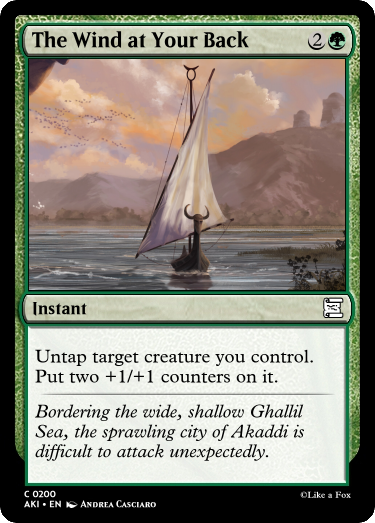 The Wind at Your Back 2
Instant
Untap target creature you control.
Put two +1/+1 counters on it.
Bordering the wide, shallow Ghallil
Sea, the sprawling city of Akaddi is
difficult to attack unexpectedly.
C 0200
AKI • EN Andrea Casciaro
©Like a Fox